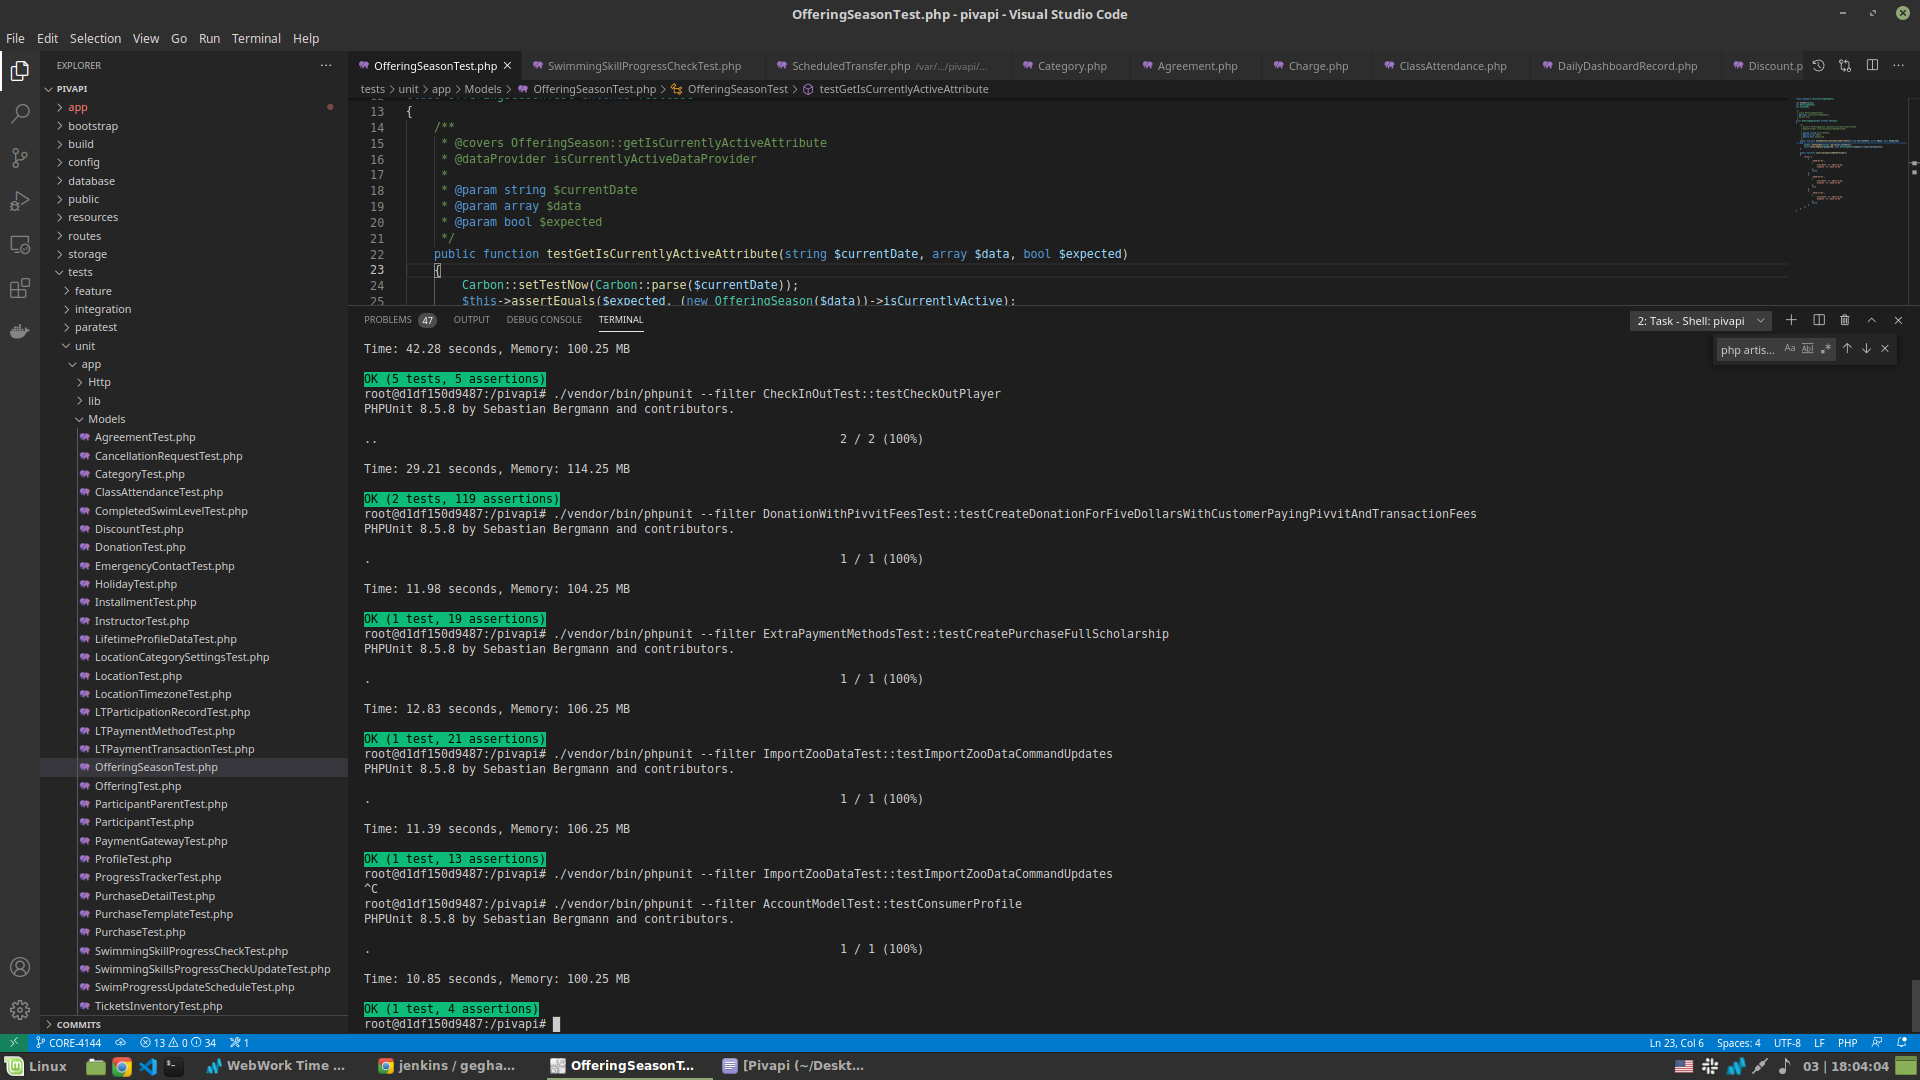 OfferingSeasonTest.php - pivapi - Visual Studio Code
File Edit Selection View Go Run Terminal Help
EXPLORER
PIVAPI
app
bootstrap
build
config
database
public
resources
routes
storage
tests
feature
integration
paratest
unit
app
Http
lib
Models
AgreementTest.php
CancellationRequestTest.php
CategoryTest.php
ClassAttendanceTest.php
CompletedSwimLevelTest.php
DiscountTest.php
DonationTest.php
EmergencyContactTest.php
HolidayTest.php
InstallmentTest.php
InstructorTest.php
LifetimeProfileDataTest.php
LocationCategorySettingsTest.php
LocationTest.php
LocationTimezoneTest.php
LTParticipationRecordTest.php
LTPaymentMethodTest.php
LTPaymentTransactionTest.php
OfferingSeasonTest.php
OfferingTest.php
ParticipantParentTest.php
ParticipantTest.php
PaymentGatewayTest.php
ProfileTest.php
ProgressTrackerTest.php
PurchaseDetailTest.php
PurchaseTemplateTest.php
PurchaseTest.php
SwimmingSkillProgressCheckTest.php
SwimmingSkillsProgressCheckUpdateTest.php
SwimProgressUpdateScheduleTest.php
TicketsInventoryTest.php
COMMITS
OfferingSeasonTest.php SwimmingSkillProgressCheckTest.php ScheduledTransfer.php /var/.../pivapi/... Category.php Agreement.php Charge.php ClassAttendance.php DailyDashboardRecord.php Discount.p
tests > unit > app > Models > OfferingSeasonTest.php > OfferingSeasonTest > testGetIsCurrentlyActiveAttribute
13 {
14 /**
15 * @covers OfferingSeason::getIsCurrentlyActiveAttribute
16 * @dataProvider isCurrentlyActiveDataProvider
17 *
18 * @param string $currentDate
19 * @param array $data
20 * @param bool $expected
21 */
22 public function testGetIsCurrentlyActiveAttribute(string $currentDate, array $data, bool $expected)
23 {
24 Carbon::setTestNow(Carbon::parse($currentDate));
25 $this->assertEquals($expected, (new OfferingSeason($data))->isCurrentlyActive);
PROBLEMS 47 OUTPUT DEBUG CONSOLE TERMINAL
2: Task - Shell: pivapi
php artis...
Time: 42.28 seconds, Memory: 100.25 MB
OK (5 tests, 5 assertions)
root@d1df150d9487:/pivapi# ./vendor/bin/phpunit --filter CheckInOutTest::testCheckOutPlayer
PHPUnit 8.5.8 by Sebastian Bergmann and contributors.
.. 2 / 2 (100%)
Time: 29.21 seconds, Memory: 114.25 MB
OK (2 tests, 119 assertions)
root@d1df150d9487:/pivapi# ./vendor/bin/phpunit --filter DonationWithPivvitFeesTest::testCreateDonationForFiveDollarsWithCustomerPayingPivvitAndTransactionFees
PHPUnit 8.5.8 by Sebastian Bergmann and contributors.
. 1 / 1 (100%)
Time: 11.98 seconds, Memory: 104.25 MB
OK (1 test, 19 assertions)
root@d1df150d9487:/pivapi# ./vendor/bin/phpunit --filter ExtraPaymentMethodsTest::testCreatePurchaseFullScholarship
PHPUnit 8.5.8 by Sebastian Bergmann and contributors.
. 1 / 1 (100%)
Time: 12.83 seconds, Memory: 106.25 MB
OK (1 test, 21 assertions)
root@d1df150d9487:/pivapi# ./vendor/bin/phpunit --filter ImportZooDataTest::testImportZooDataCommandUpdates
PHPUnit 8.5.8 by Sebastian Bergmann and contributors.
. 1 / 1 (100%)
Time: 11.39 seconds, Memory: 106.25 MB
OK (1 test, 13 assertions)
root@d1df150d9487:/pivapi# ./vendor/bin/phpunit --filter ImportZooDataTest::testImportZooDataCommandUpdates
^C
root@d1df150d9487:/pivapi# ./vendor/bin/phpunit --filter AccountModelTest::testConsumerProfile
PHPUnit 8.5.8 by Sebastian Bergmann and contributors.
. 1 / 1 (100%)
Time: 10.85 seconds, Memory: 100.25 MB
OK (1 test, 4 assertions)
root@d1df150d9487:/pivapi#
CORE-4144 13 0 34 1 Ln 23, Col 6 Spaces: 4 UTF-8 LF PHP
Linux WebWork Time ... jenkins / gegha... OfferingSeasonT... [Pivapi (~/Deskt... 03 | 18:04:04